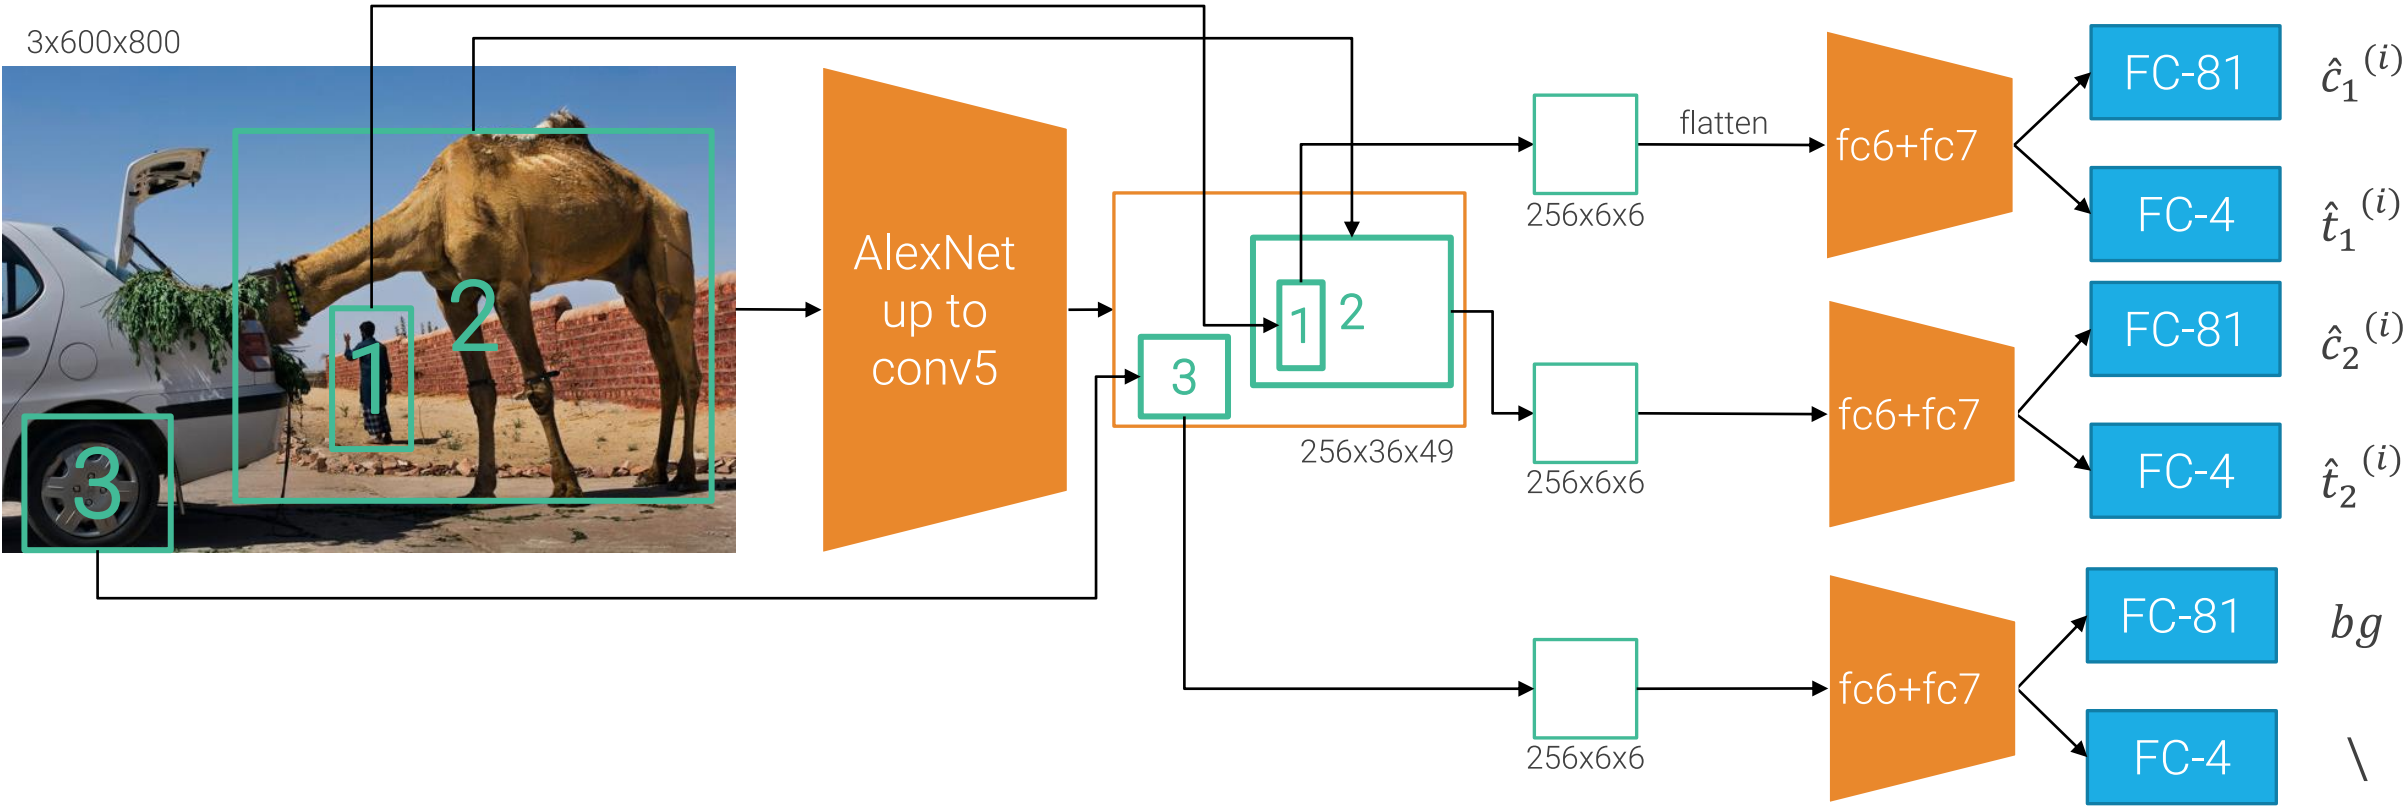 3x600x800
1
2
3
AlexNet
up to
conv5
1
2
3
256x36x49
256x6x6
flatten
fc6+fc7
FC-81
ĉ₁⁽ⁱ⁾
FC-4
t̂₁⁽ⁱ⁾
256x6x6
fc6+fc7
FC-81
ĉ₂⁽ⁱ⁾
FC-4
t̂₂⁽ⁱ⁾
256x6x6
fc6+fc7
FC-81
bg
FC-4
\